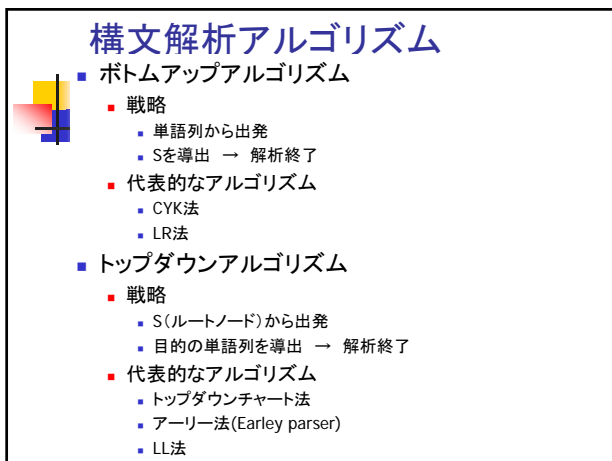 構文解析アルゴリズム
ボトムアップアルゴリズム
戦略
単語列から出発
Sを導出 → 解析終了
代表的なアルゴリズム
CYK法
LR法
トップダウンアルゴリズム
戦略
S(ルートノード)から出発
目的の単語列を導出 → 解析終了
代表的なアルゴリズム
トップダウンチャート法
アーリー法(Earley parser)
LL法